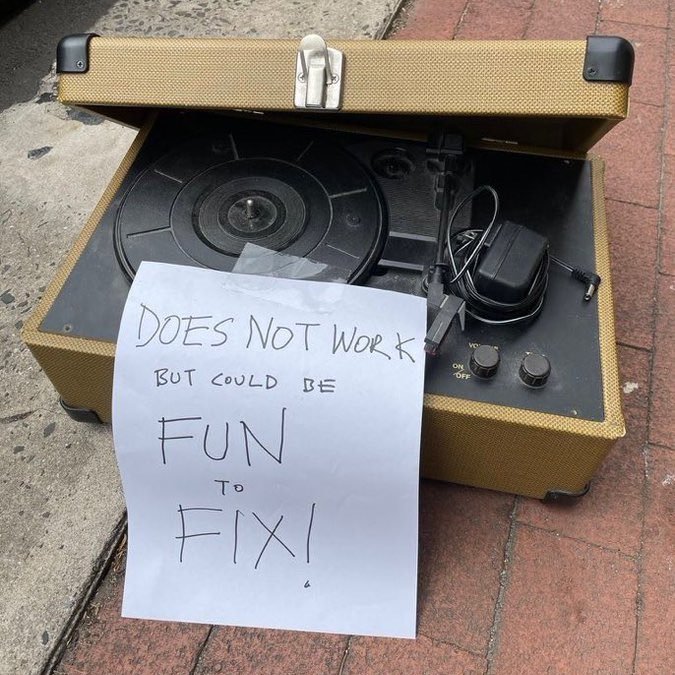 DOES NOT WORK
BUT COULD BE
FUN
TO
FIX!
ON
OFF